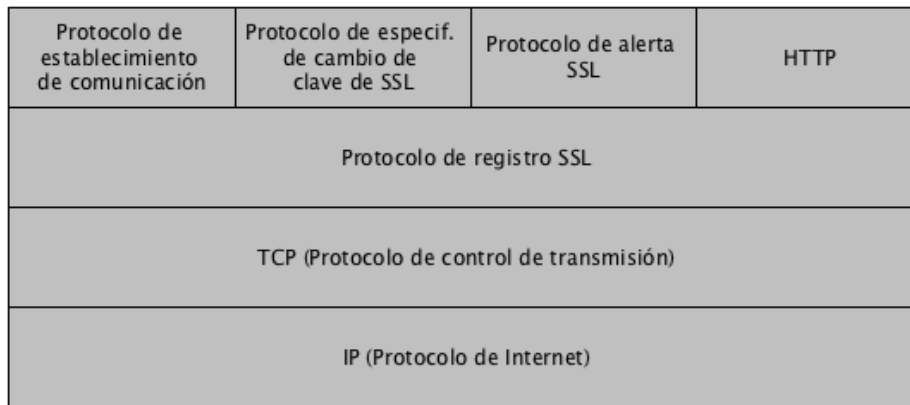 Protocolo de
establecimiento
de comunicación
Protocolo de especif.
de cambio de
clave de SSL
Protocolo de alerta
SSL
HTTP
Protocolo de registro SSL
TCP (Protocolo de control de transmisión)
IP (Protocolo de Internet)